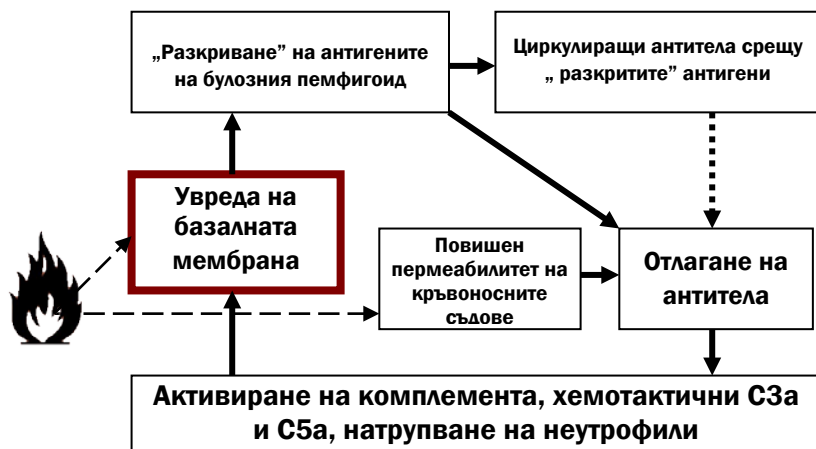 „Разкриване” на антигените
на булозния пемфигоид
Циркулиращи антитела срещу
„ разкритите” антигени
Увреда на
базалната
мембрана
Повишен
пермеабилитет на
кръвоносните
съдове
Отлагане на
антитела
Активиране на комплемента, хемотактични С3а
и С5а, натрупване на неутрофили